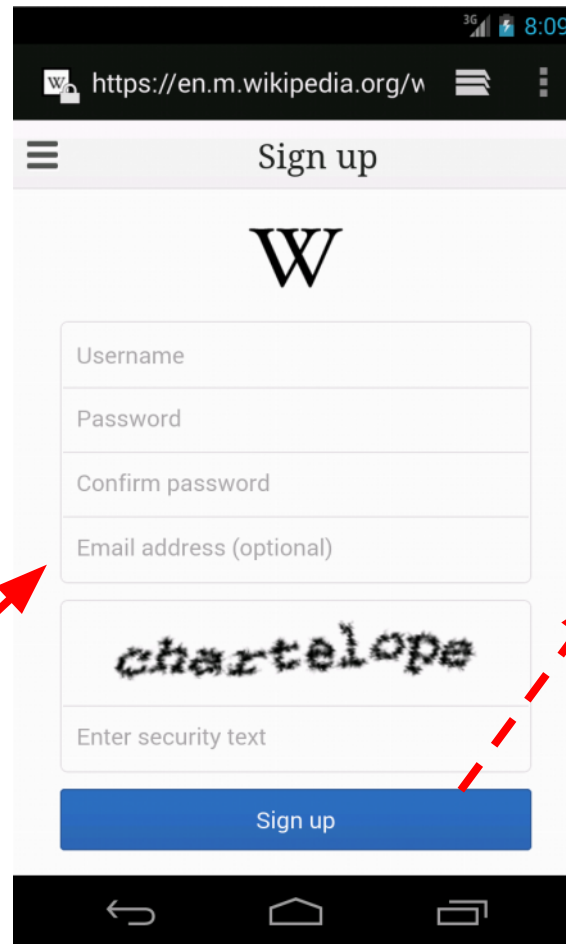 3G 8:09
W https://en.m.wikipedia.org/w
Sign up
W
Username
Password
Confirm password
Email address (optional)
chartelope
Enter security text
Sign up